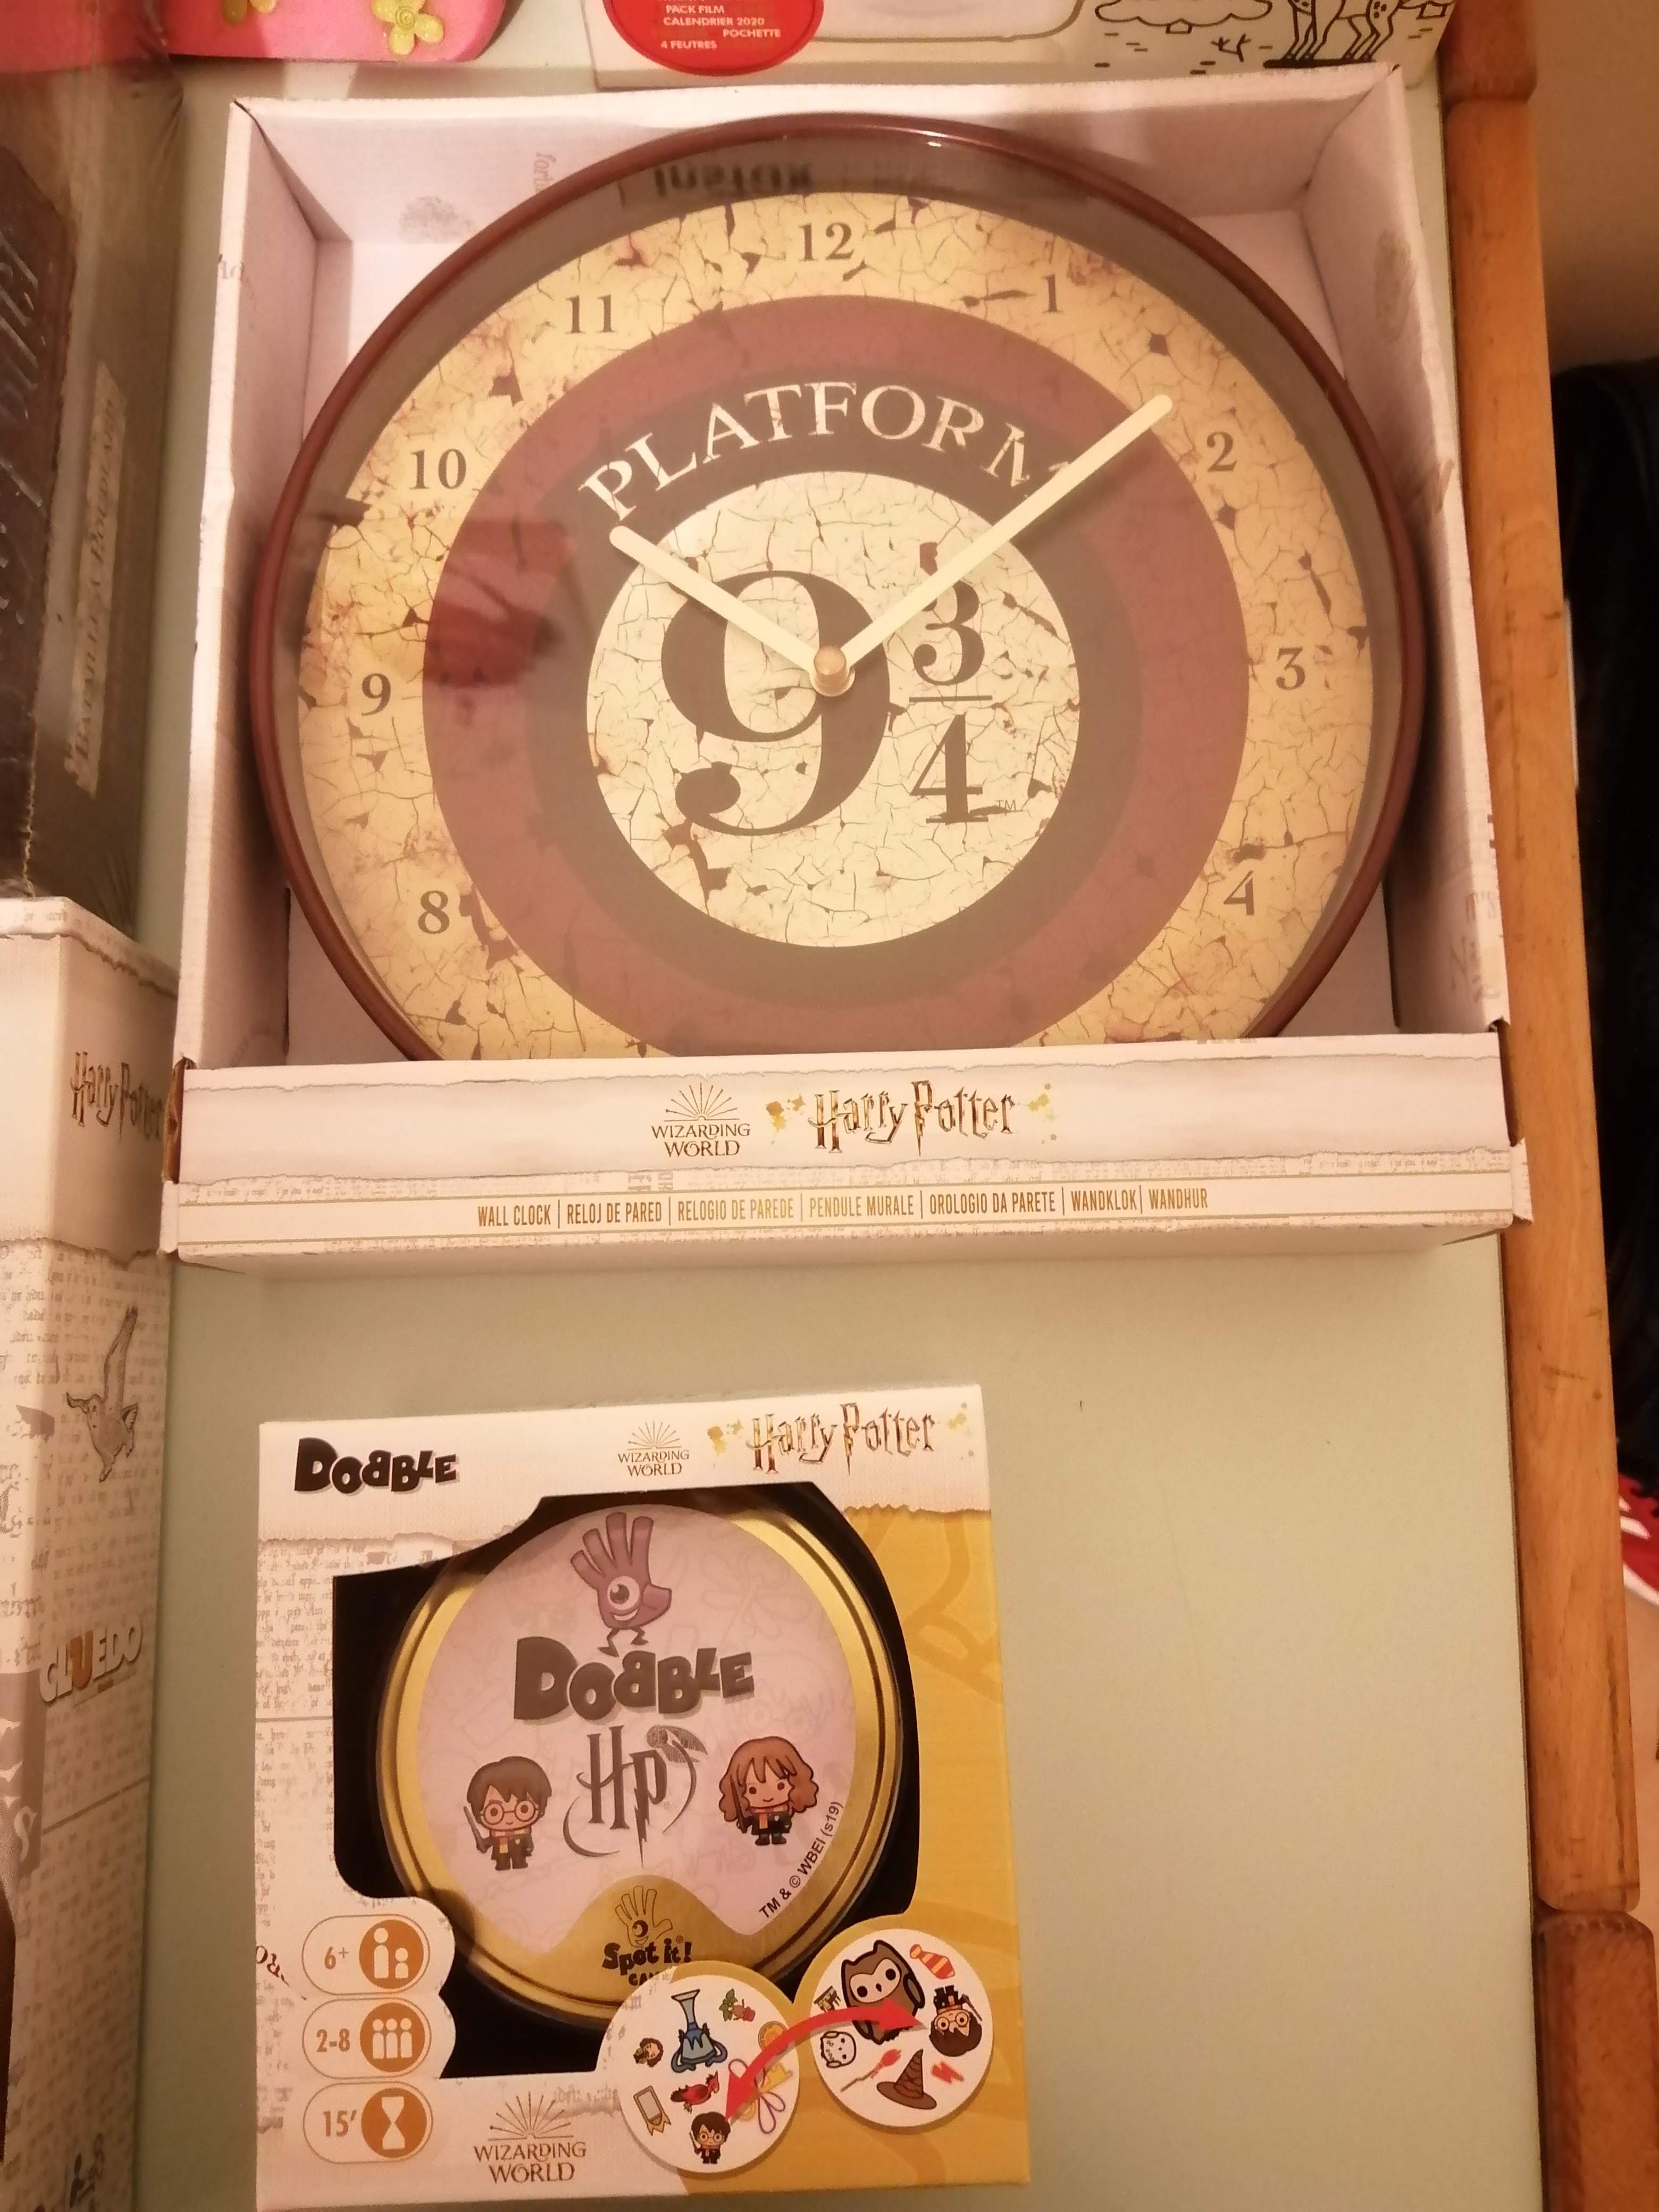 PACK FILM
CALENDRIER 2020
POCHETTE
4 FEUTRES
12
11
1
10
2
9
3
8
4
PLATFORM
9 3/4
TM
WIZARDING
WORLD
Harry Potter
WALL CLOCK | RELOJ DE PARED | RELOGIO DE PAREDE | PENDULE MURALE | OROLOGIO DA PARETE | WANDKLOK | WANDHUR
Harry Potter
CLUEDO
DOBBLE
WIZARDING
WORLD
Harry Potter
DOBBLE
HP
TM & © WBEI (s19)
Spot it!
6+
2-8
15'
WIZARDING
WORLD